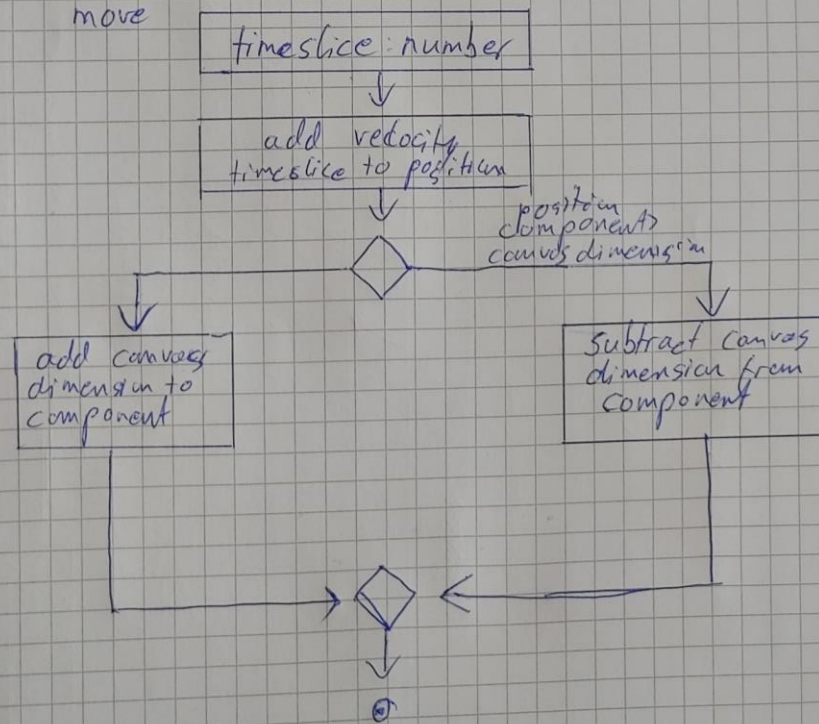 move
timeslice: number
add velocity
timeslice to position
position
component>
canvas dimension
add canvas
dimension to
component
subtract canvas
dimension from
component